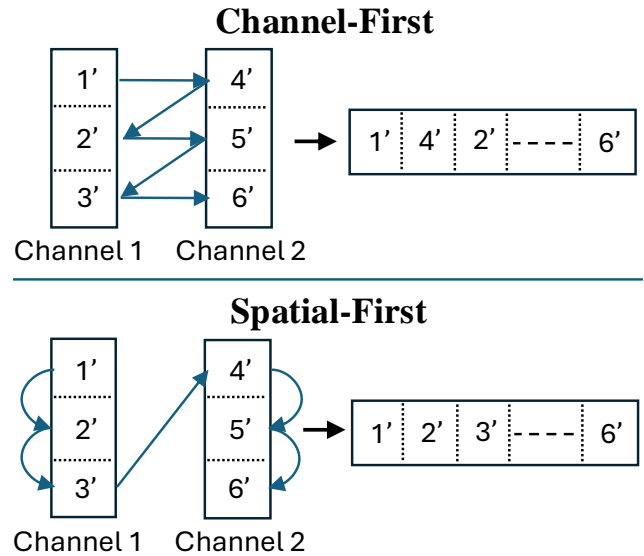 Channel-First
1' 4'
2' 5'
3' 6'
1' 4' 2' ---- 6'
Channel 1 Channel 2
Spatial-First
1' 4'
2' 5'
3' 6'
1' 2' 3' ---- 6'
Channel 1 Channel 2